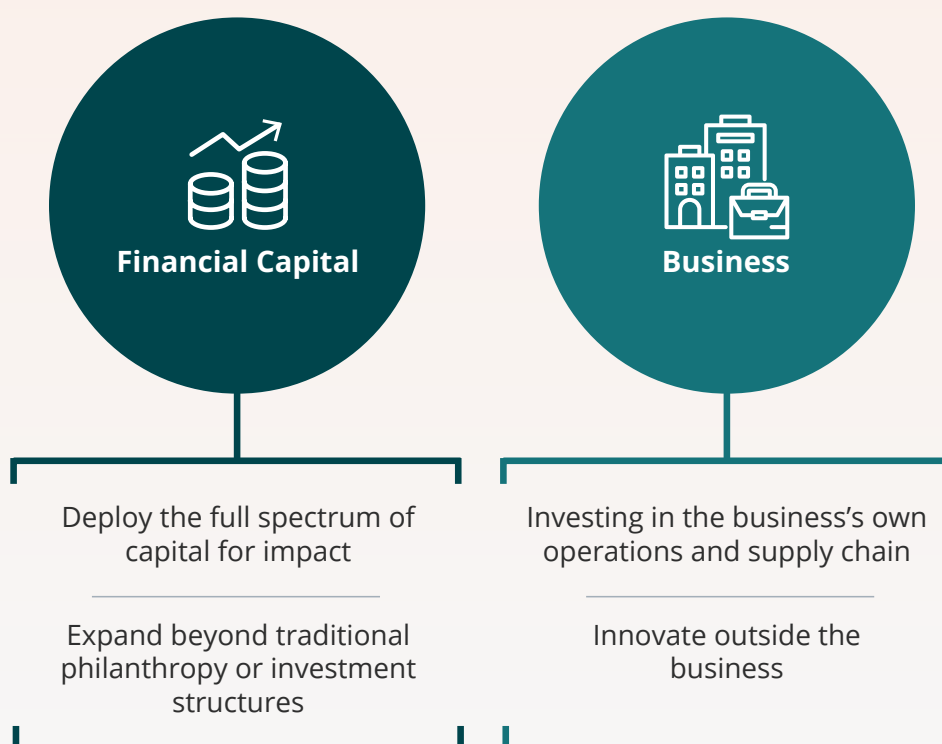 Financial Capital
Deploy the full spectrum of
capital for impact
Expand beyond traditional
philanthropy or investment
structures
Business
Investing in the business’s own
operations and supply chain
Innovate outside the
business